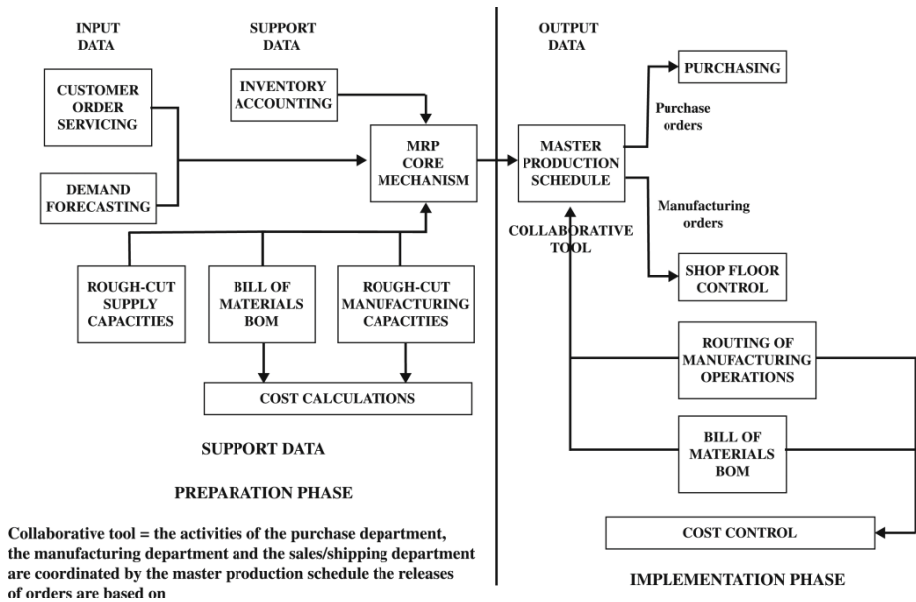 INPUT
DATA
SUPPORT
DATA
CUSTOMER
ORDER
SERVICING
INVENTORY
ACCOUNTING
DEMAND
FORECASTING
MRP
CORE
MECHANISM
ROUGH-CUT
SUPPLY
CAPACITIES
BILL OF
MATERIALS
BOM
ROUGH-CUT
MANUFACTURING
CAPACITIES
COST CALCULATIONS
SUPPORT DATA
PREPARATION PHASE
Collaborative tool = the activities of the purchase department,
the manufacturing department and the sales/shipping department
are coordinated by the master production schedule the releases
of orders are based on
OUTPUT
DATA
PURCHASING
Purchase
orders
MASTER
PRODUCTION
SCHEDULE
Manufacturing
orders
COLLABORATIVE
TOOL
SHOP FLOOR
CONTROL
ROUTING OF
MANUFACTURING
OPERATIONS
BILL OF
MATERIALS
BOM
COST CONTROL
IMPLEMENTATION PHASE